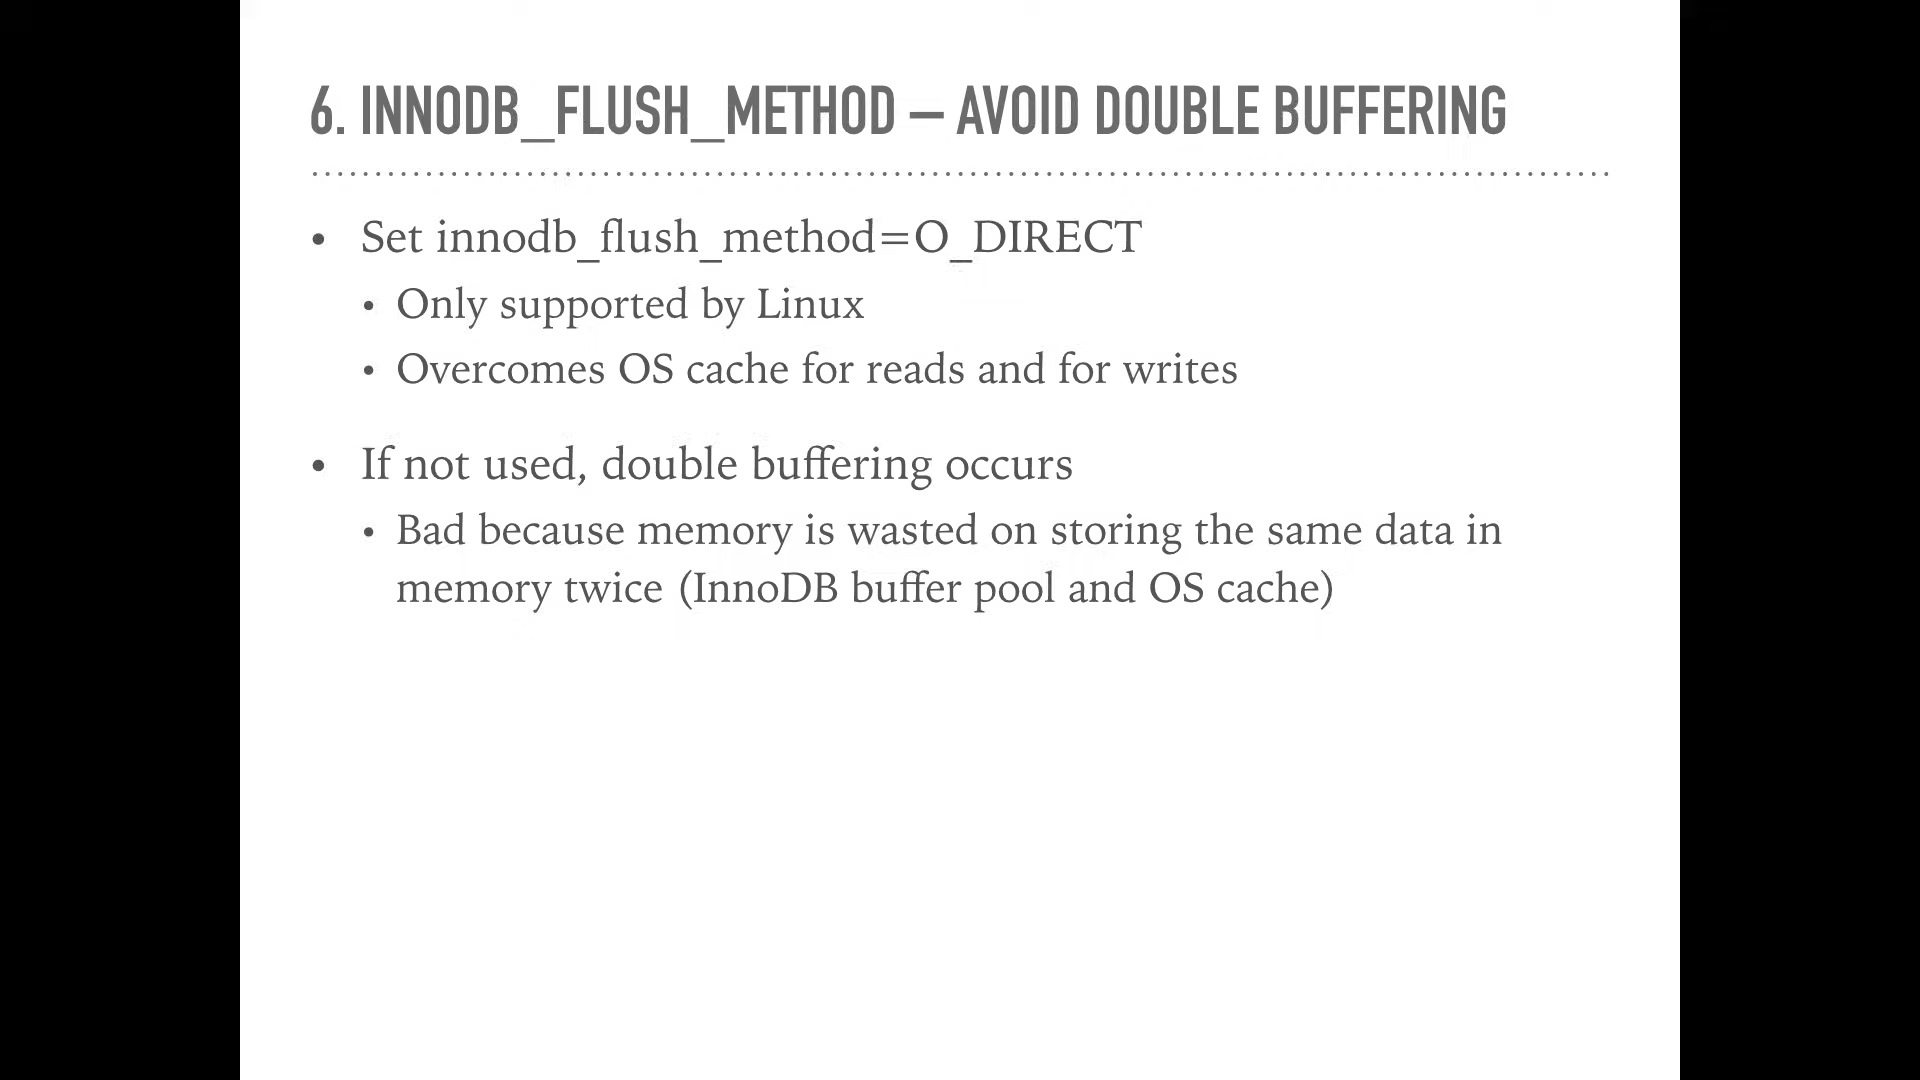 6. INNODB_FLUSH_METHOD – AVOID DOUBLE BUFFERING
• Set innodb_flush_method=O_DIRECT
• Only supported by Linux
• Overcomes OS cache for reads and for writes
• If not used, double buffering occurs
• Bad because memory is wasted on storing the same data in
memory twice (InnoDB buffer pool and OS cache)